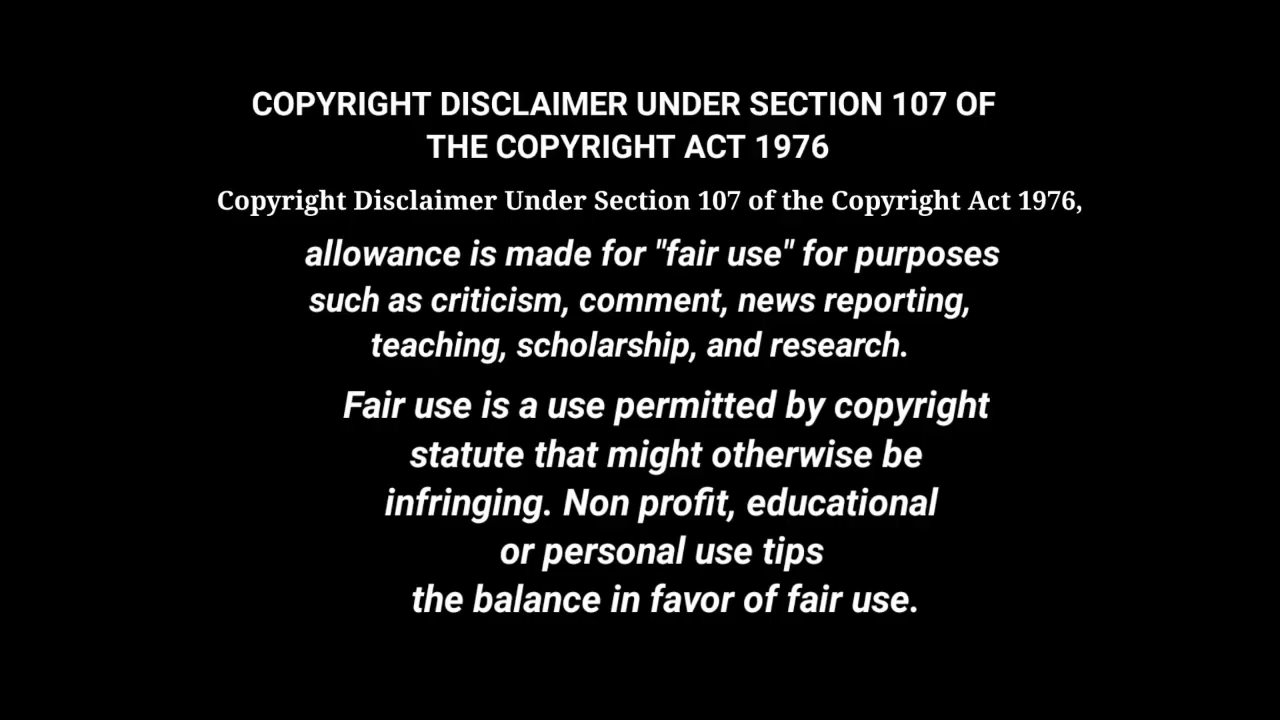 COPYRIGHT DISCLAIMER UNDER SECTION 107 OF
THE COPYRIGHT ACT 1976
Copyright Disclaimer Under Section 107 of the Copyright Act 1976,
allowance is made for "fair use" for purposes
such as criticism, comment, news reporting,
teaching, scholarship, and research.
Fair use is a use permitted by copyright
statute that might otherwise be
infringing. Non profit, educational
or personal use tips
the balance in favor of fair use.